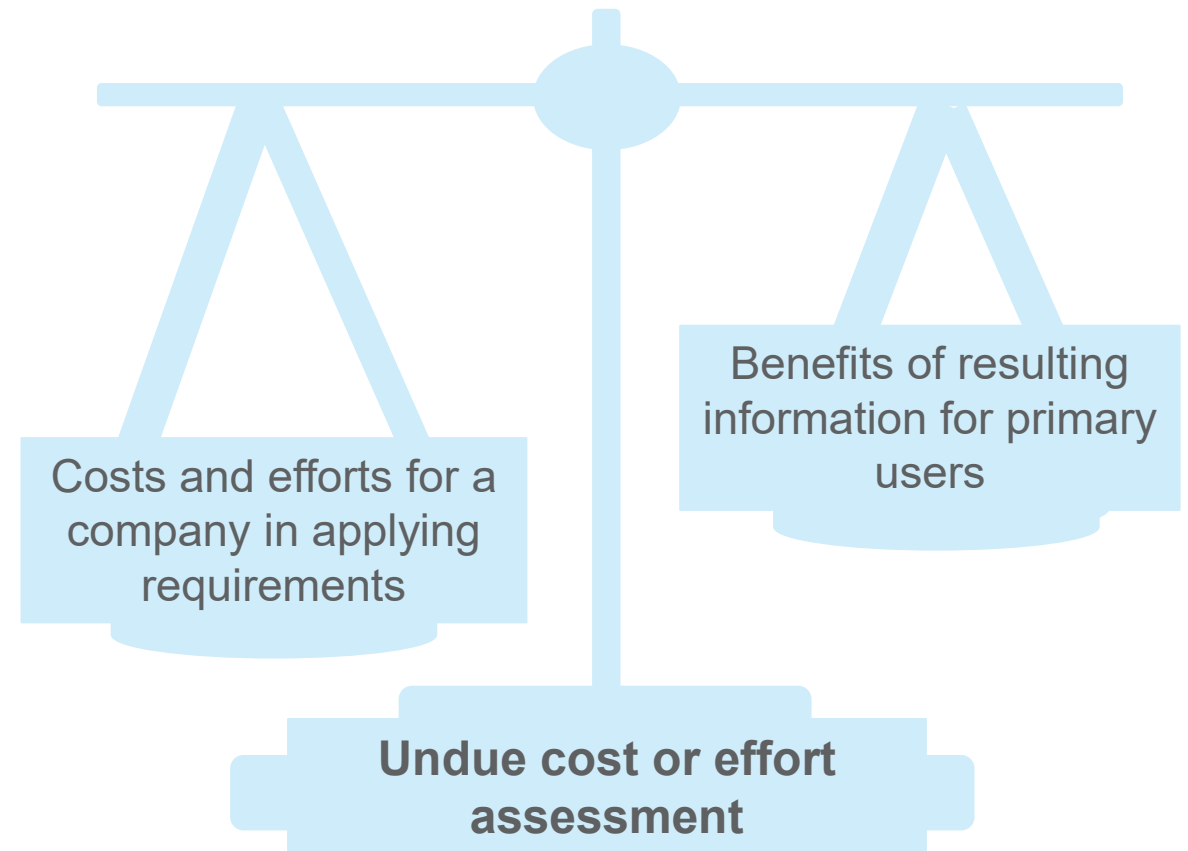 Benefits of resulting
information for primary
users
Costs and efforts for a
company in applying
requirements
Undue cost or effort
assessment